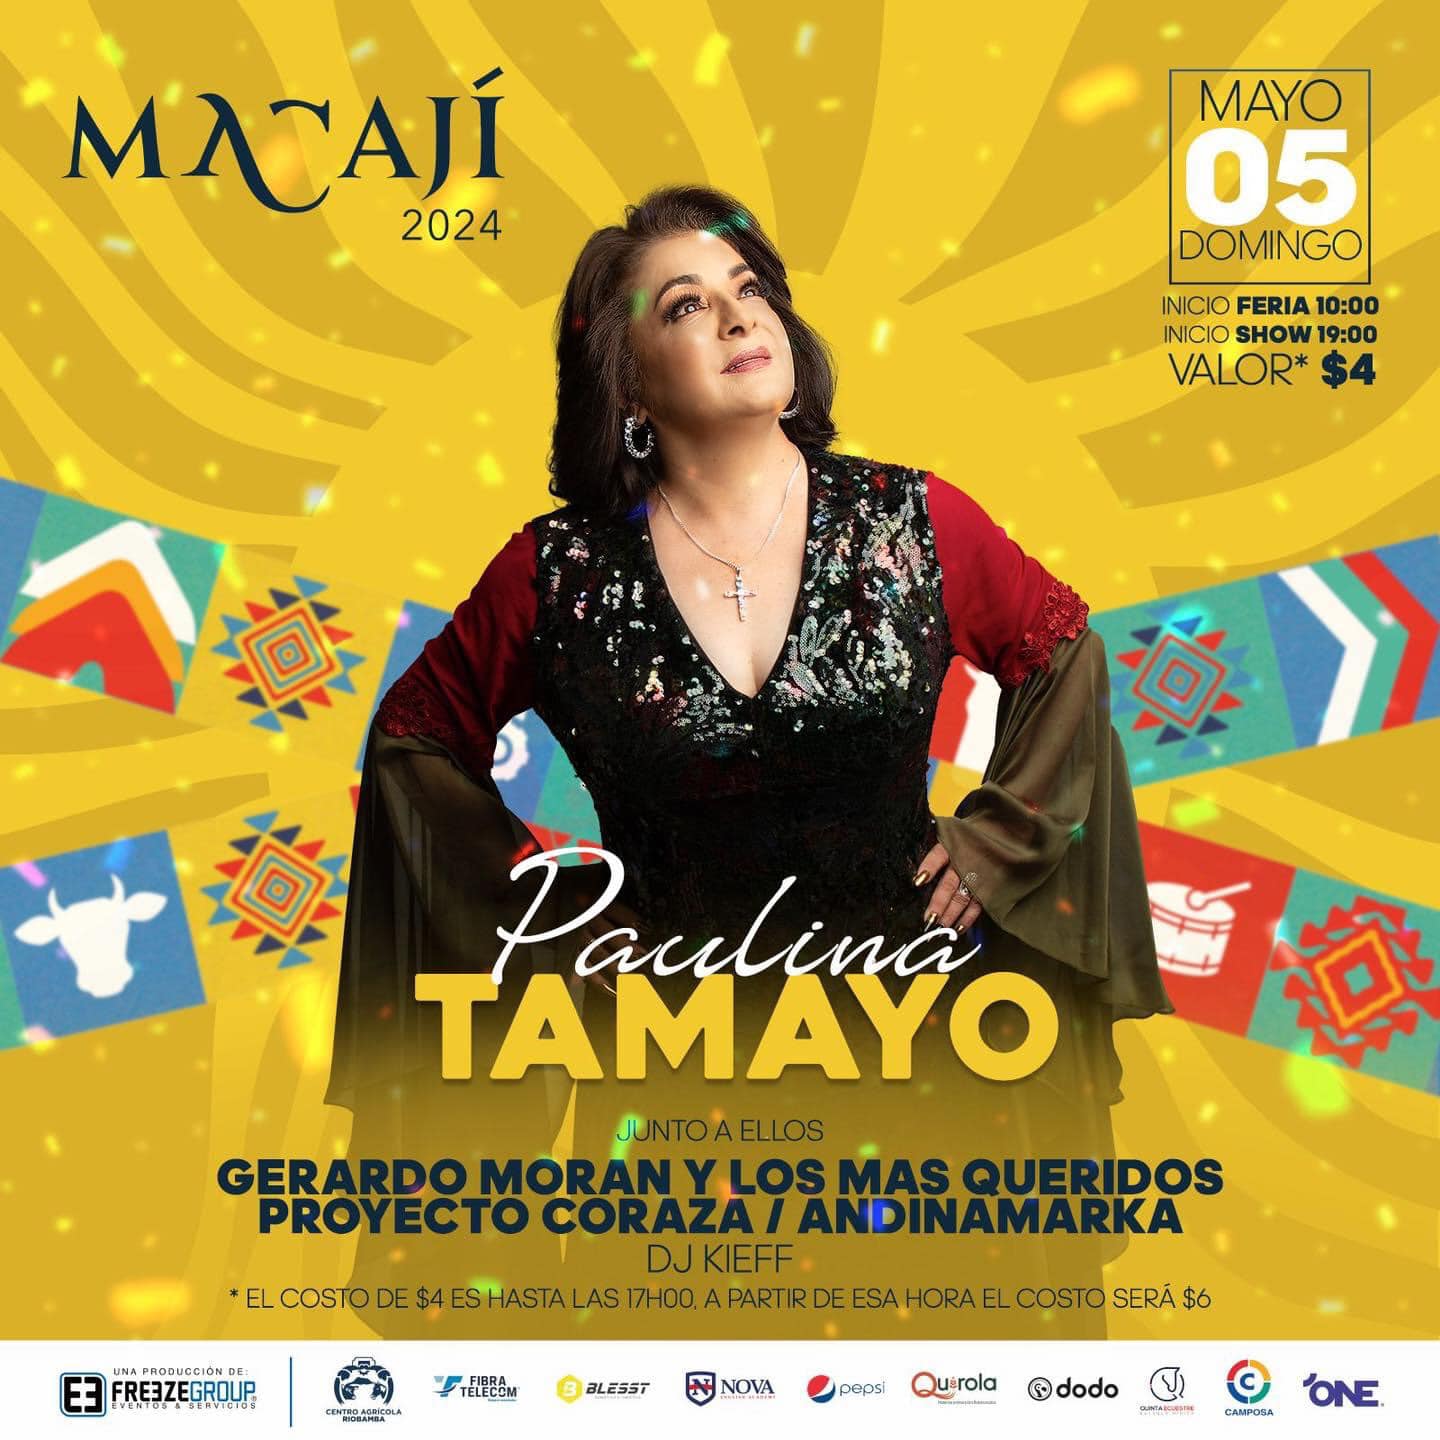 MACAJÍ
2024
MAYO
05
DOMINGO
INICIO FERIA 10:00
INICIO SHOW 19:00
VALOR* $4
Paulina
TAMAYO
JUNTO A ELLOS
GERARDO MORAN Y LOS MAS QUERIDOS
PROYECTO CORAZA / ANDINAMARKA
DJ KIEFF
* EL COSTO DE $4 ES HASTA LAS 17H00, A PARTIR DE ESA HORA EL COSTO SERÁ $6
UNA PRODUCCIÓN DE:
FRE3ZEGROUP
EVENTOS & SERVICIOS
CENTRO AGRÍCOLA
RIOBAMBA
FIBRA
TELECOM
BLESST
NOVA
pepsi
Querola
dodo
QUINTA ECUESTRE
CAMPOSA
'ONE